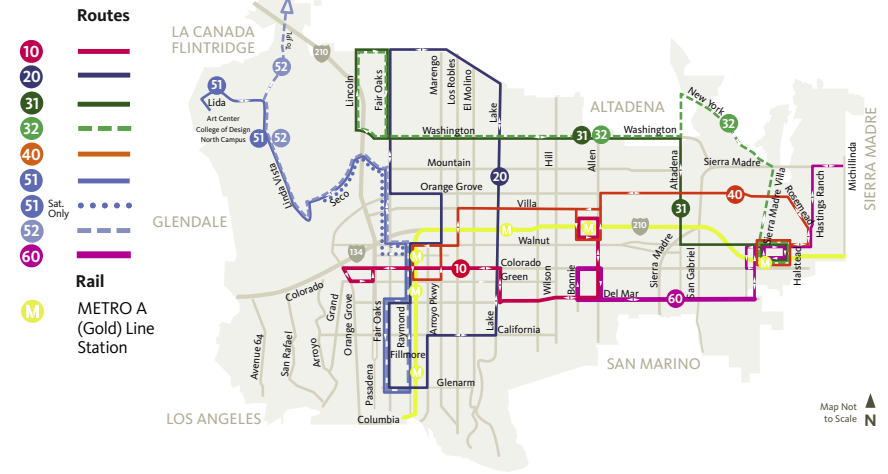 Routes
10
20
31
32
40
51
51 Sat. Only
52
60
Rail
M
METRO A
(Gold) Line
Station
LA CANADA
FLINTRIDGE
To JPL
210
52
51
Lida
Art Center
College of Design
North Campus
51
52
Linda Vista
Seco
GLENDALE
134
Lincoln
Fair Oaks
Marengo
Los Robles
El Molino
Lake
Washington
ALTADENA
31
32
Washington
New York
32
Mountain
Hill
Allen
Altadena
Sierra Madre
Orange Grove
20
Villa
40
31
Sierra Madre Villa
Rosemead
Hastings Ranch
Michillinda
SIERRA MADRE
M
M
210
Walnut
M
Colorado
10
Green
Wilson
Bonnie
Sierra Madre
San Gabriel
M
Halstead
Colorado
Del Mar
60
M
Grand
Orange Grove
Fair Oaks
Raymond
Arroyo Pkwy
Lake
California
Avenue 64
San Rafael
Arroyo
Pasadena
Fillmore
M
Glenarm
SAN MARINO
LOS ANGELES
Columbia
Map Not
to Scale
N